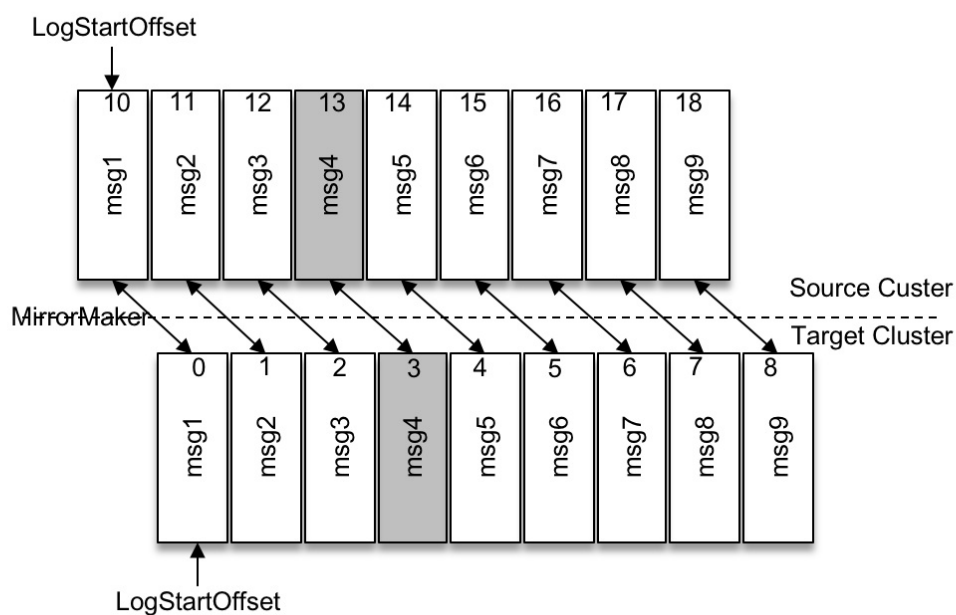 LogStartOffset
10 11 12 13 14 15 16 17 18
msg1 msg2 msg3 msg4 msg5 msg6 msg7 msg8 msg9
Source Custer
MirrorMaker
Target Cluster
0 1 2 3 4 5 6 7 8
msg1 msg2 msg3 msg4 msg5 msg6 msg7 msg8 msg9
LogStartOffset